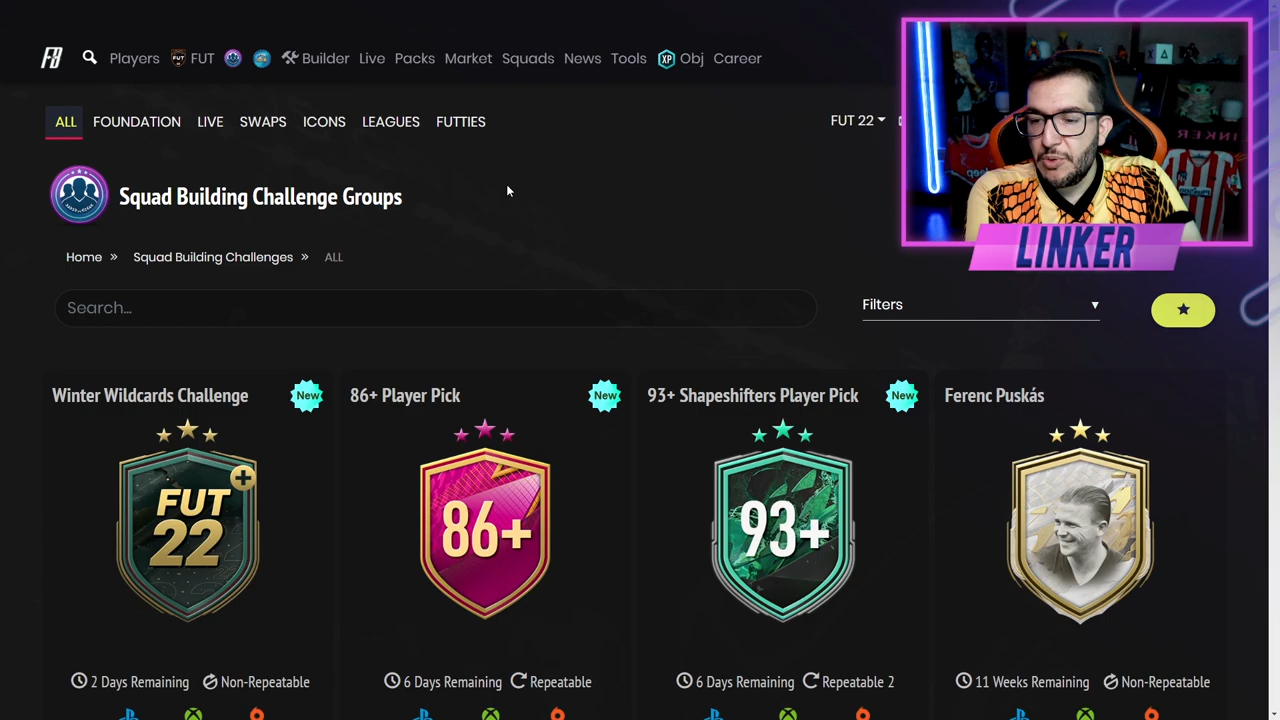 Players FUT Builder Live Packs Market Squads News Tools XP Obj Career
ALL FOUNDATION LIVE SWAPS ICONS LEAGUES FUTTIES
FUT 22
LINKER
Squad Building Challenge Groups
Home » Squad Building Challenges » ALL
Search...
Filters
Winter Wildcards Challenge
New
FUT
22
2 Days Remaining Non-Repeatable
86+ Player Pick
New
86+
6 Days Remaining Repeatable
93+ Shapeshifters Player Pick
New
93+
6 Days Remaining Repeatable 2
Ferenc Puskás
11 Weeks Remaining Non-Repeatable